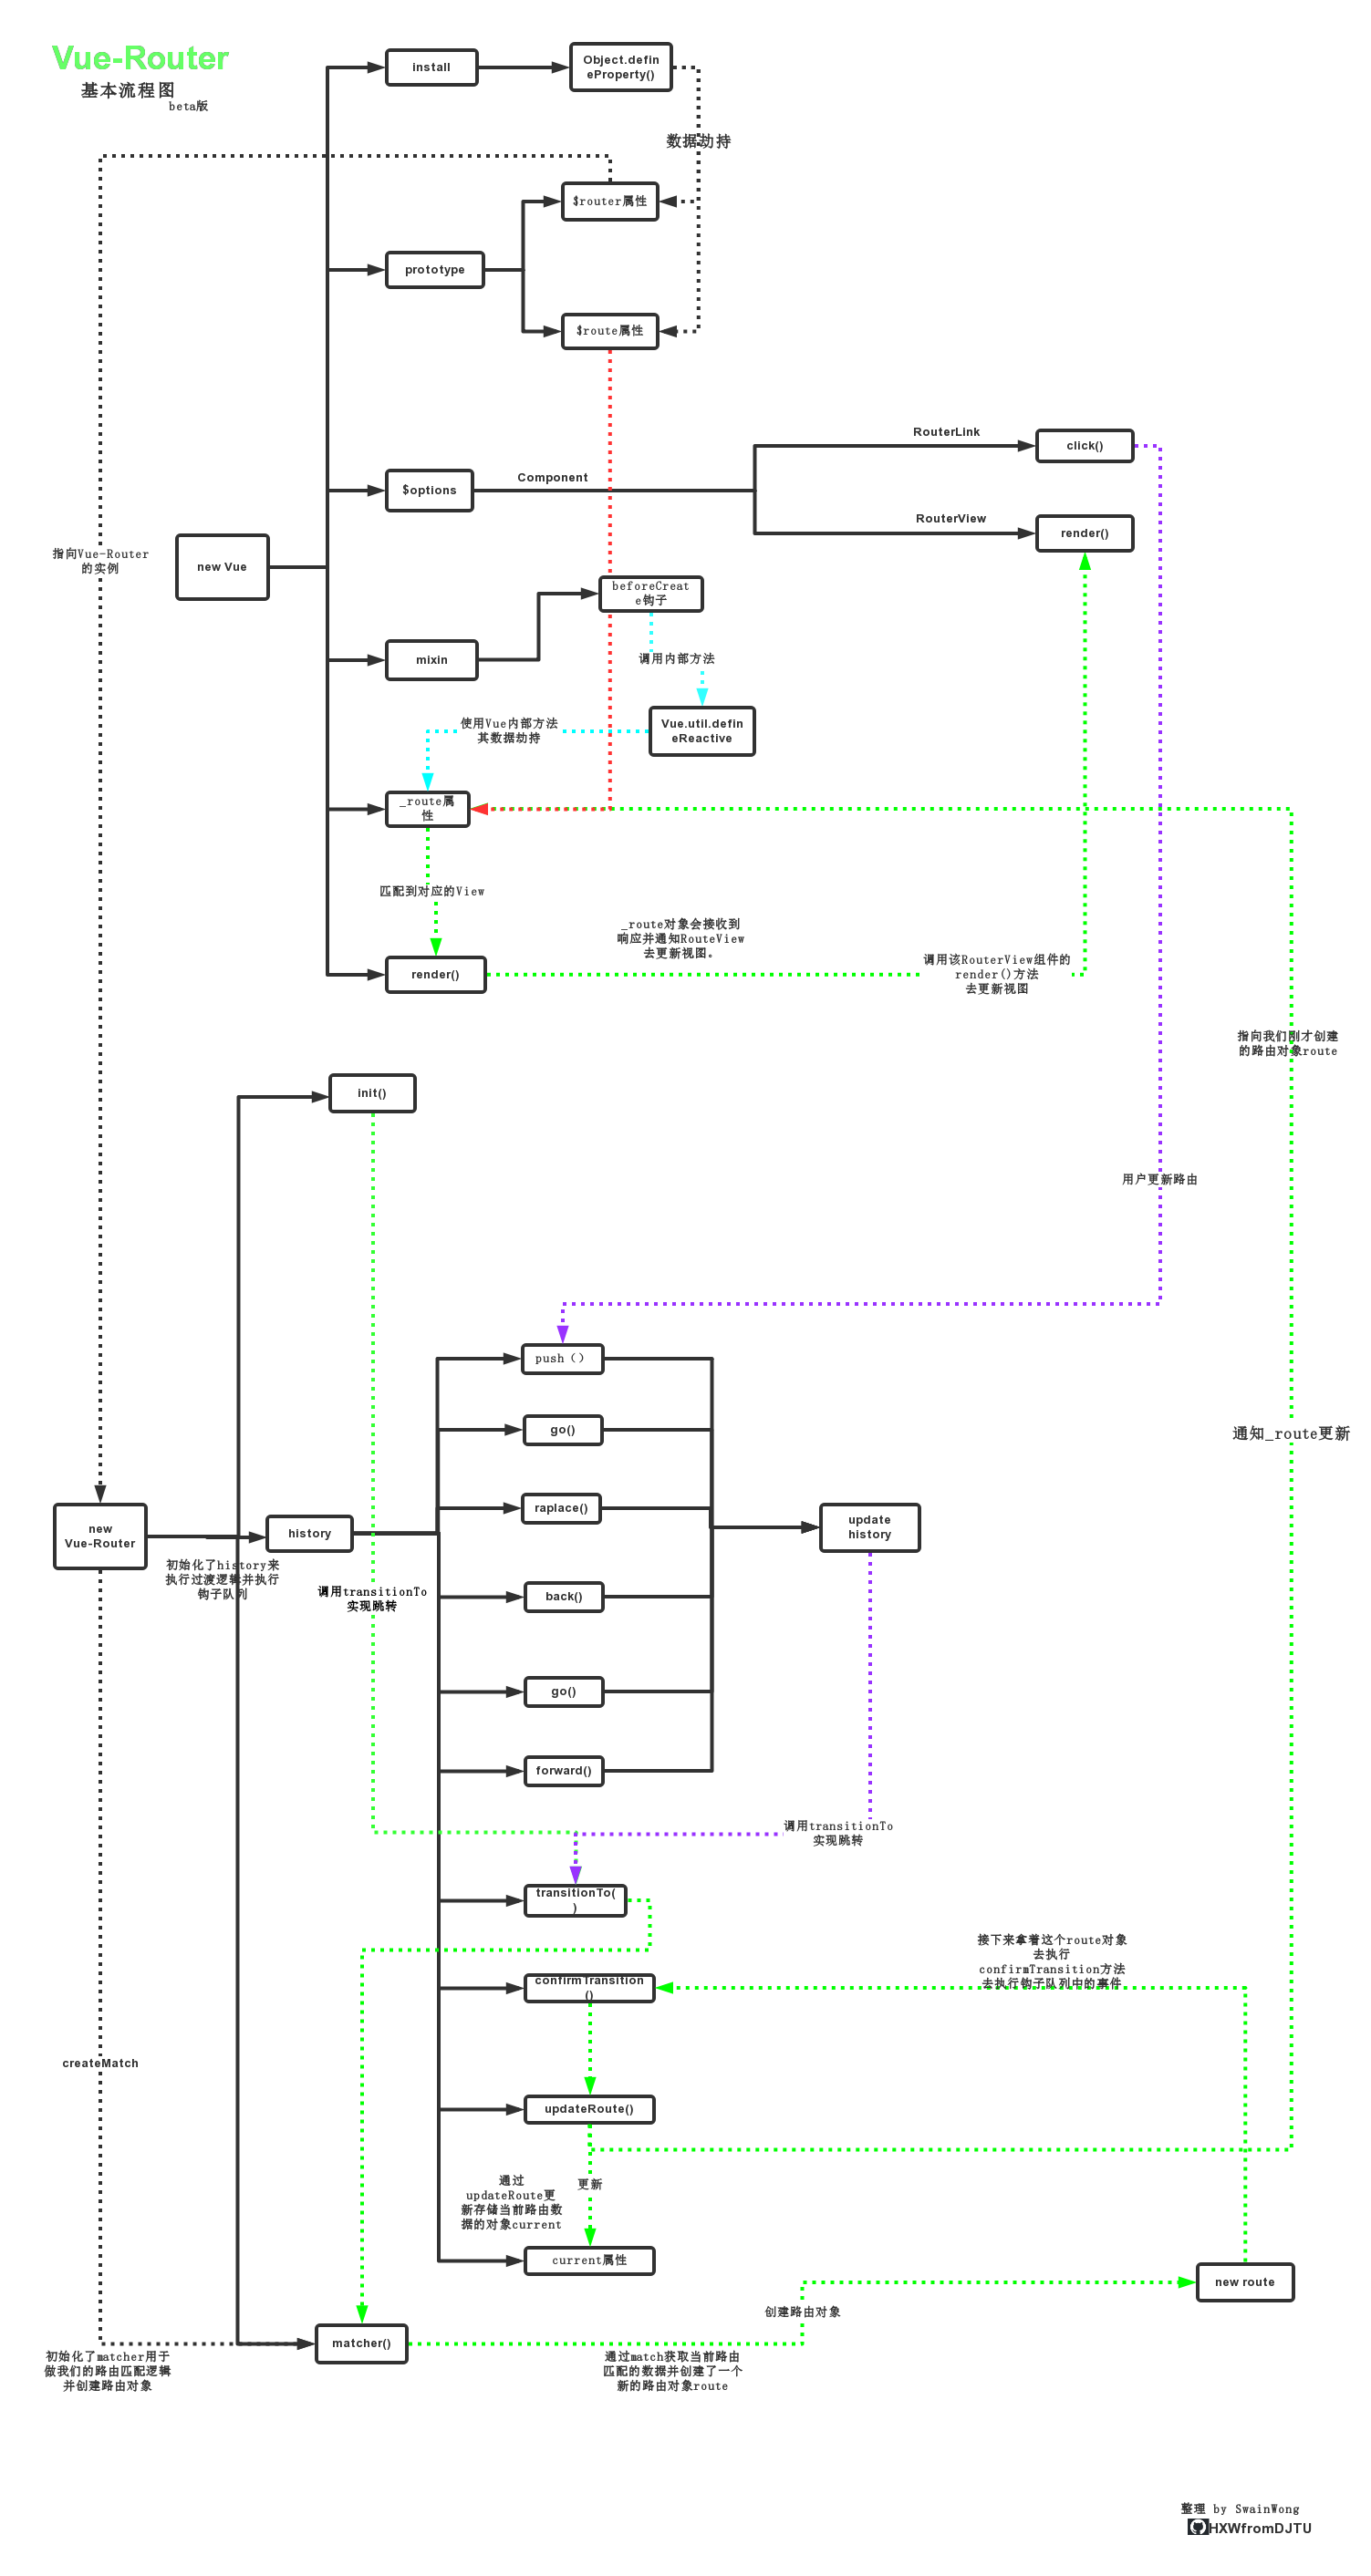 Vue-Router
基本流程图
beta版
install
Object.defin
eProperty()
数据劫持
$router属性
prototype
$route属性
RouterLink
click()
Component
$options
RouterView
render()
指向Vue-Router
的实例
new Vue
beforeCreat
e钩子
mixin
调用内部方法
Vue.util.defin
eReactive
使用Vue内部方法
其数据劫持
_route属
性
匹配到对应的View
_route对象会接收到
响应并通知RouteView
去更新视图。
render()
调用该RouterView组件的
render()方法
去更新视图
指向我们刚才创建
的路由对象route
init()
用户更新路由
push（）
go()
通知_route更新
raplace()
new
Vue-Router
history
update
history
初始化了history来
执行过渡逻辑并执行
钩子队列
调用transitionTo
实现跳转
back()
go()
forward()
调用transitionTo
实现跳转
transitionTo(
)
接下来拿着这个route对象
去执行
confirmTransition方法
去执行钩子队列中的事件
confirmTransition
()
createMatch
updateRoute()
通过
updateRoute更
新存储当前路由数
据的对象current
更新
current属性
new route
创建路由对象
matcher()
初始化了matcher用于
做我们的路由匹配逻辑
并创建路由对象
通过match获取当前路由
匹配的数据并创建了一个
新的路由对象route
整理 by SwainWong
HXWfromDJTU